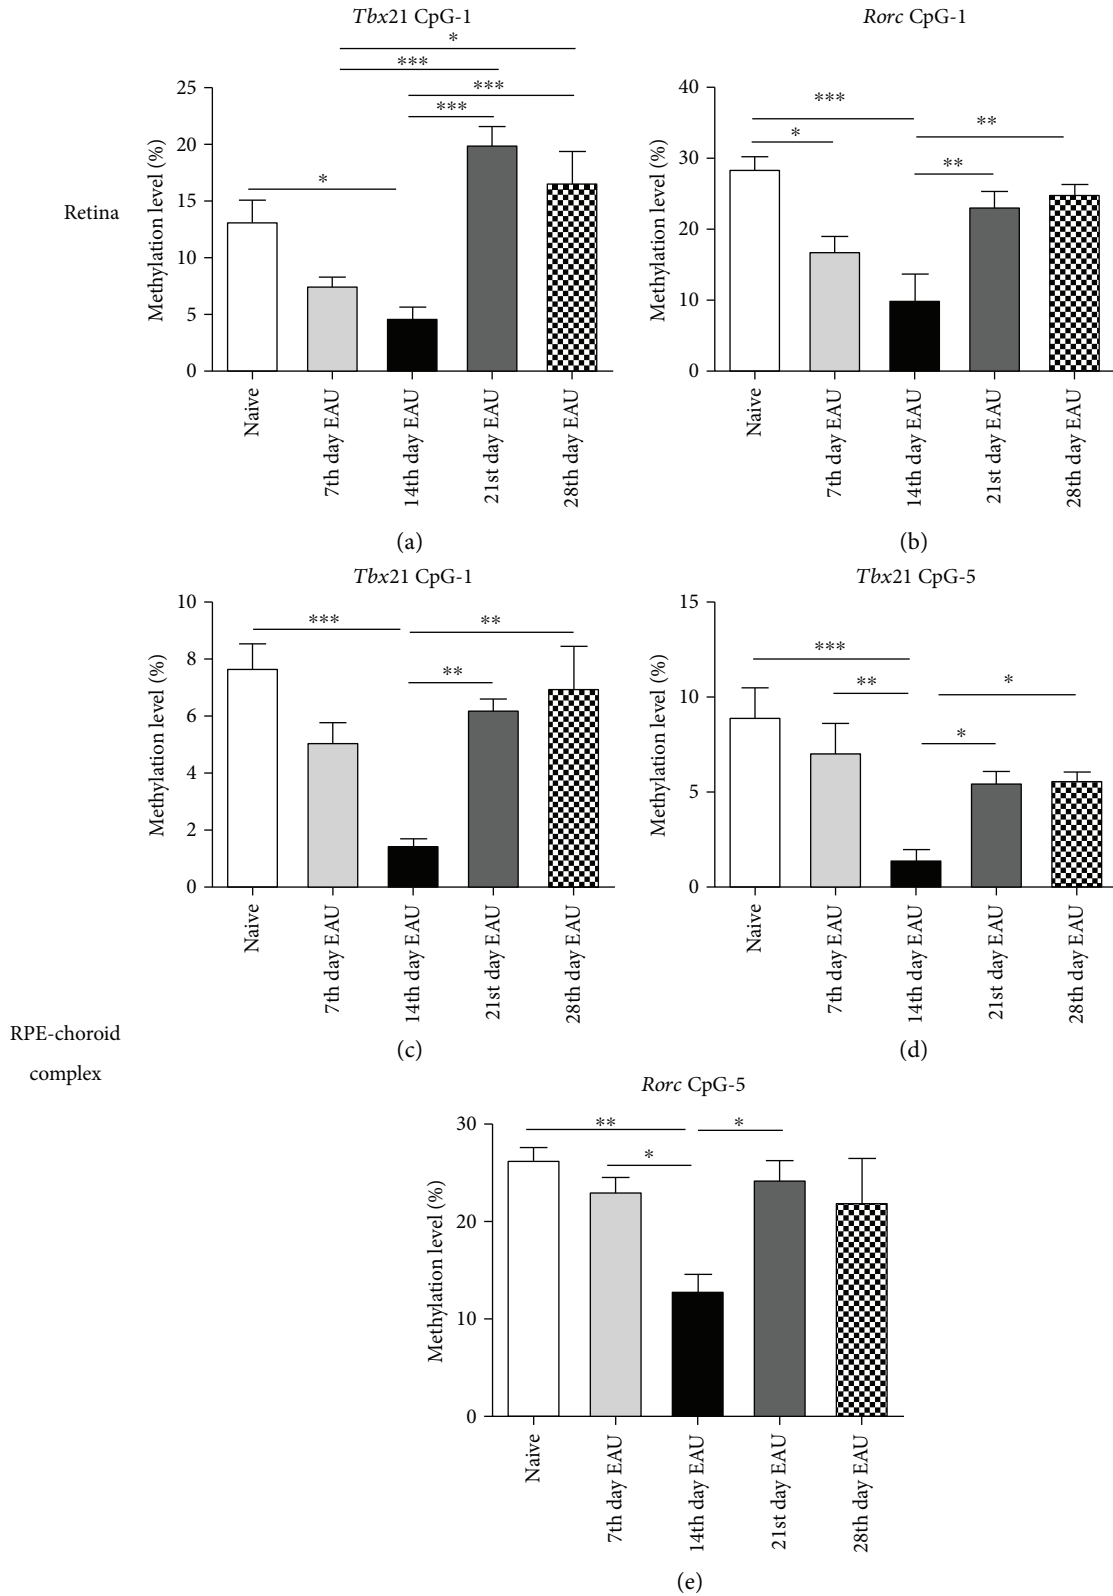 Tbx21 CpG-1
*
***
***
***
*
25
20
15
10
5
0
Methylation level (%)
Naive
7th day EAU
14th day EAU
21st day EAU
28th day EAU
(a)
Rorc CpG-1
***
**
*
**
40
30
20
10
0
Methylation level (%)
Naive
7th day EAU
14th day EAU
21st day EAU
28th day EAU
(b)
Retina
Tbx21 CpG-1
***
**
**
10
8
6
4
2
0
Methylation level (%)
Naive
7th day EAU
14th day EAU
21st day EAU
28th day EAU
(c)
Tbx21 CpG-5
***
**
*
*
15
10
5
0
Methylation level (%)
Naive
7th day EAU
14th day EAU
21st day EAU
28th day EAU
(d)
RPE-choroid
complex
Rorc CpG-5
**
*
*
30
20
10
0
Methylation level (%)
Naive
7th day EAU
14th day EAU
21st day EAU
28th day EAU
(e)